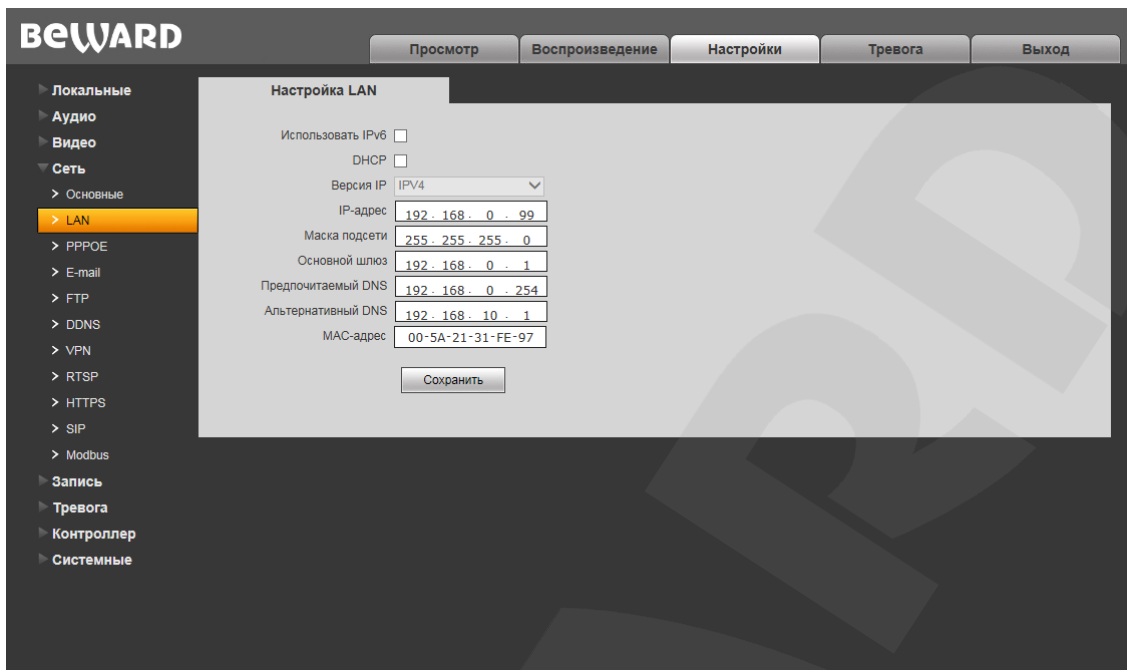 BEWARD
Просмотр Воспроизведение Настройки Тревога Выход
Локальные
Аудио
Видео
Сеть
Основные
LAN
PPPOE
E-mail
FTP
DDNS
VPN
RTSP
HTTPS
SIP
Modbus
Запись
Тревога
Контроллер
Системные
Настройка LAN
Использовать IPv6
DHCP
Версия IP IPV4
IP-адрес 192 . 168 . 0 . 99
Маска подсети 255 . 255 . 255 . 0
Основной шлюз 192 . 168 . 0 . 1
Предпочитаемый DNS 192 . 168 . 0 . 254
Альтернативный DNS 192 . 168 . 10 . 1
MAC-адрес 00-5A-21-31-FE-97
Сохранить